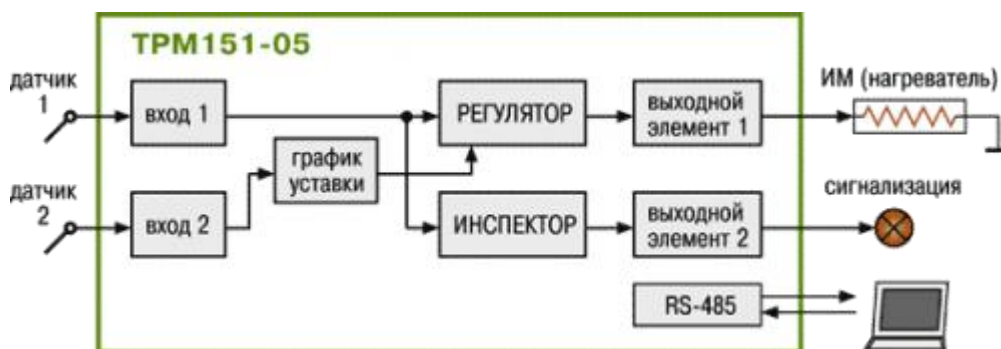 ТРМ151-05
датчик
1
вход 1
РЕГУЛЯТОР
выходной
элемент 1
ИМ (нагреватель)
график
уставки
датчик
2
вход 2
ИНСПЕКТОР
выходной
элемент 2
сигнализация
RS-485